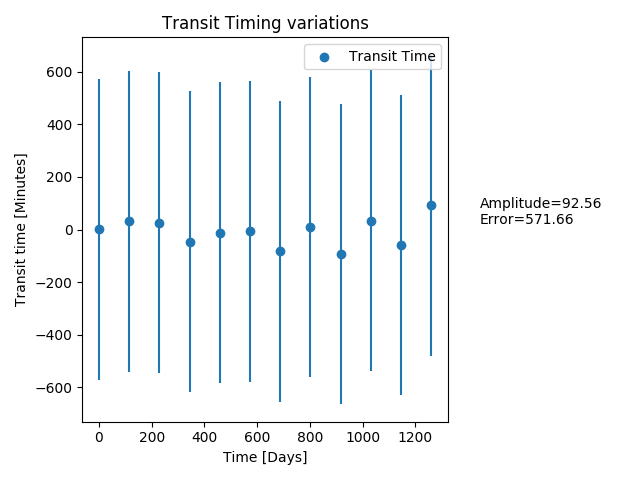 Transit Timing variations
Transit Time
Transit time [Minutes]
600
400
200
0
−200
−400
−600
0 200 400 600 800 1000 1200
Time [Days]
Amplitude=92.56
Error=571.66